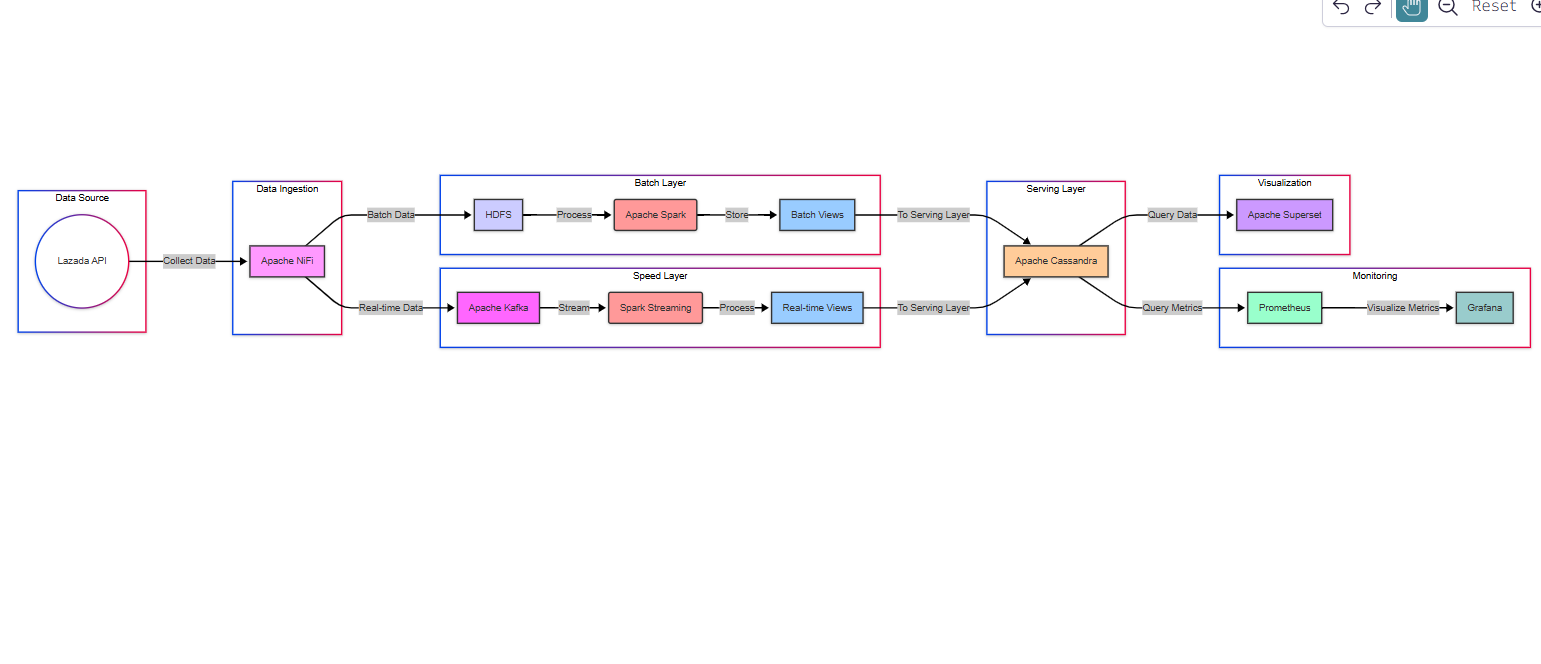 Reset
Data Source
Lazada API
Collect Data
Data Ingestion
Apache NiFi
Batch Data
Real-time Data
Batch Layer
HDFS
Process
Apache Spark
Store
Batch Views
To Serving Layer
Speed Layer
Apache Kafka
Stream
Spark Streaming
Process
Real-time Views
To Serving Layer
Serving Layer
Apache Cassandra
Query Data
Query Metrics
Visualization
Apache Superset
Monitoring
Prometheus
Visualize Metrics
Grafana